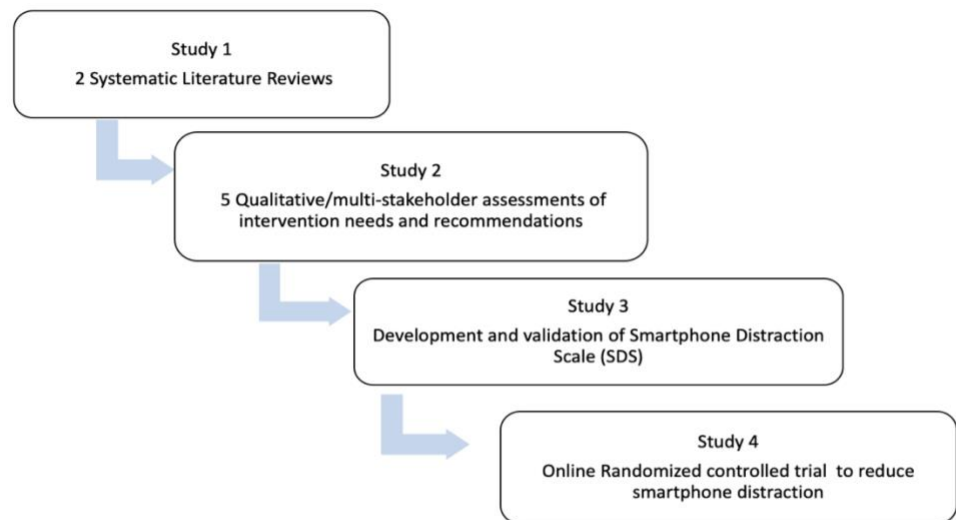 Study 1
2 Systematic Literature Reviews
Study 2
5 Qualitative/multi-stakeholder assessments of
intervention needs and recommendations
Study 3
Development and validation of Smartphone Distraction
Scale (SDS)
Study 4
Online Randomized controlled trial to reduce
smartphone distraction